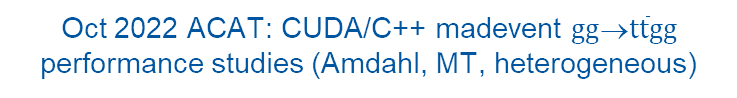 Oct 2022 ACAT: CUDA/C++ madevent gg→tt̄gg
performance studies (Amdahl, MT, heterogeneous)